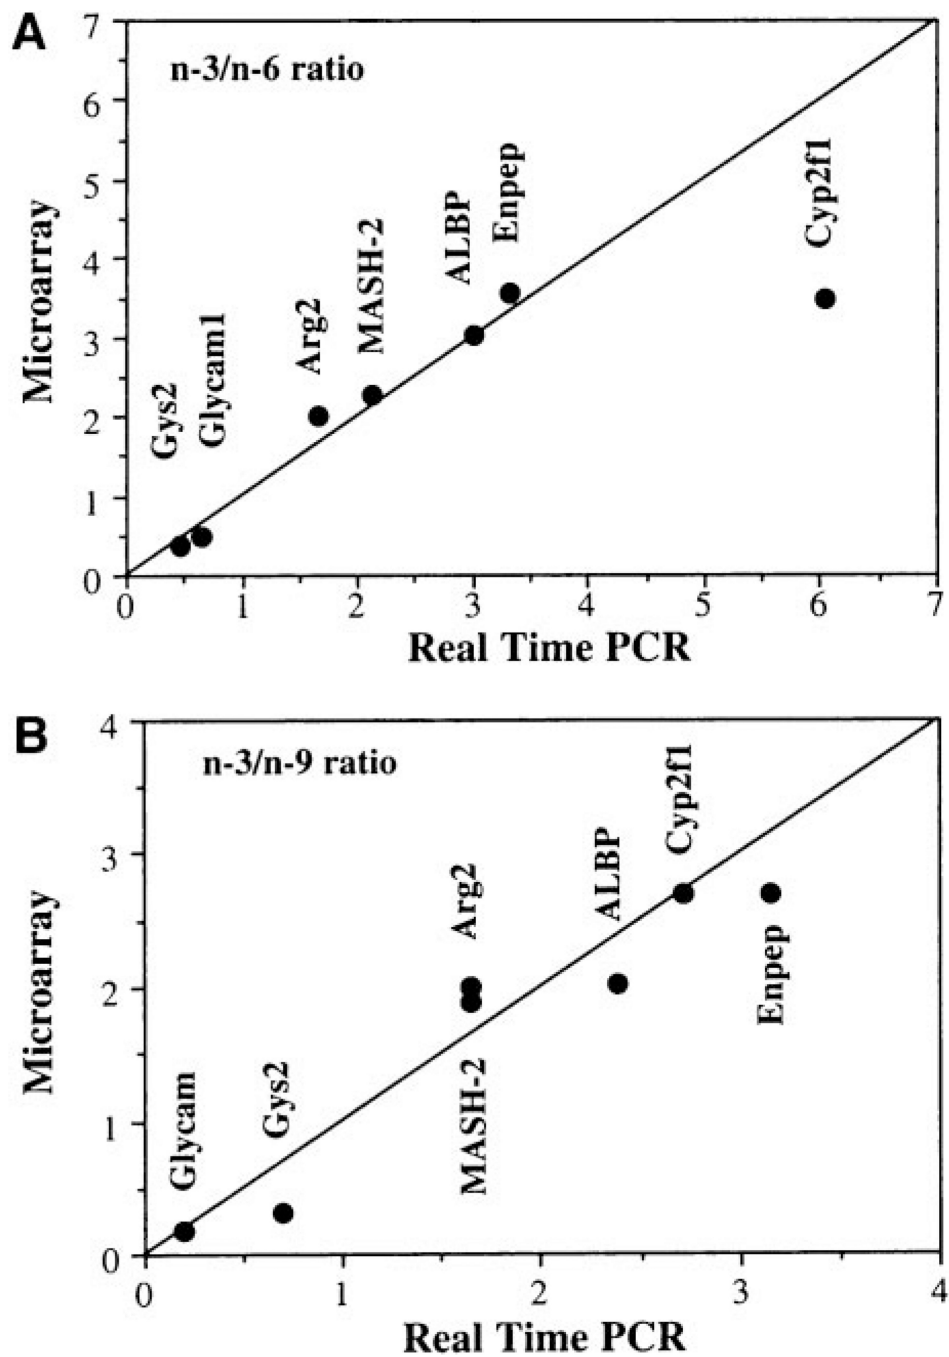 A
n-3/n-6 ratio
7
6
5
4
3
2
1
0
Microarray
Gys2
Glycam1
Arg2
MASH-2
ALBP
Enpep
Cyp2f1
0 1 2 3 4 5 6 7
Real Time PCR
B
n-3/n-9 ratio
4
3
2
1
0
Microarray
Glycam
Gys2
Arg2
MASH-2
ALBP
Cyp2f1
Enpep
0 1 2 3 4
Real Time PCR